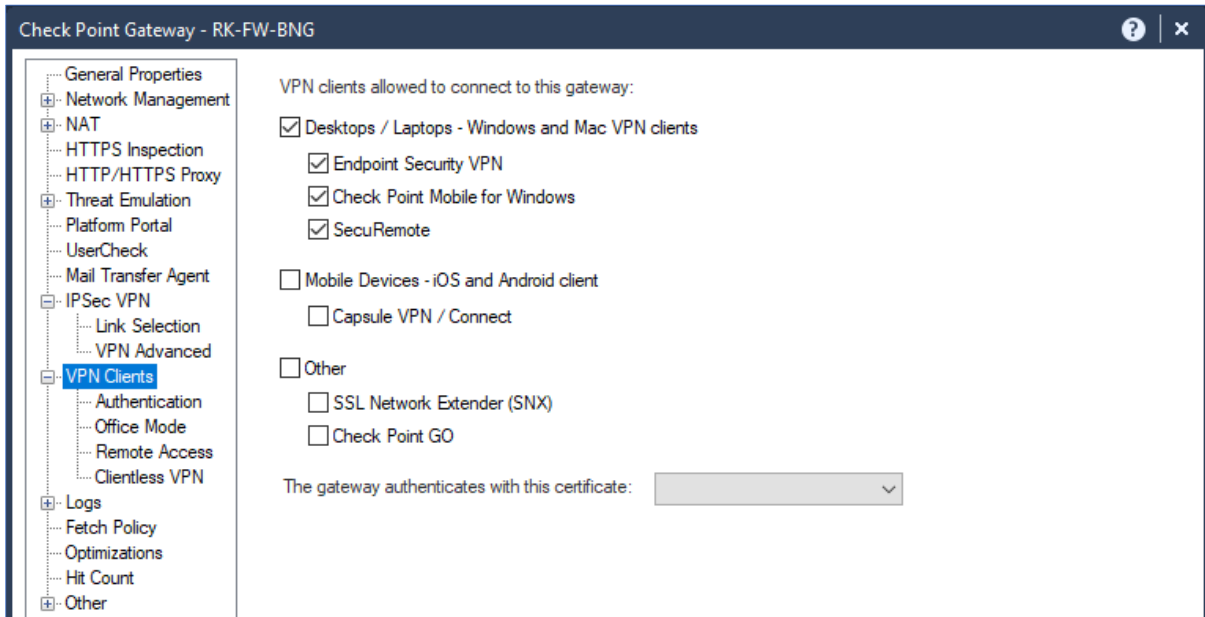 Check Point Gateway - RK-FW-BNG
General Properties
Network Management
NAT
HTTPS Inspection
HTTP/HTTPS Proxy
Threat Emulation
Platform Portal
UserCheck
Mail Transfer Agent
IPSec VPN
Link Selection
VPN Advanced
VPN Clients
Authentication
Office Mode
Remote Access
Clientless VPN
Logs
Fetch Policy
Optimizations
Hit Count
Other
VPN clients allowed to connect to this gateway:
Desktops / Laptops - Windows and Mac VPN clients
Endpoint Security VPN
Check Point Mobile for Windows
SecuRemote
Mobile Devices - iOS and Android client
Capsule VPN / Connect
Other
SSL Network Extender (SNX)
Check Point GO
The gateway authenticates with this certificate: